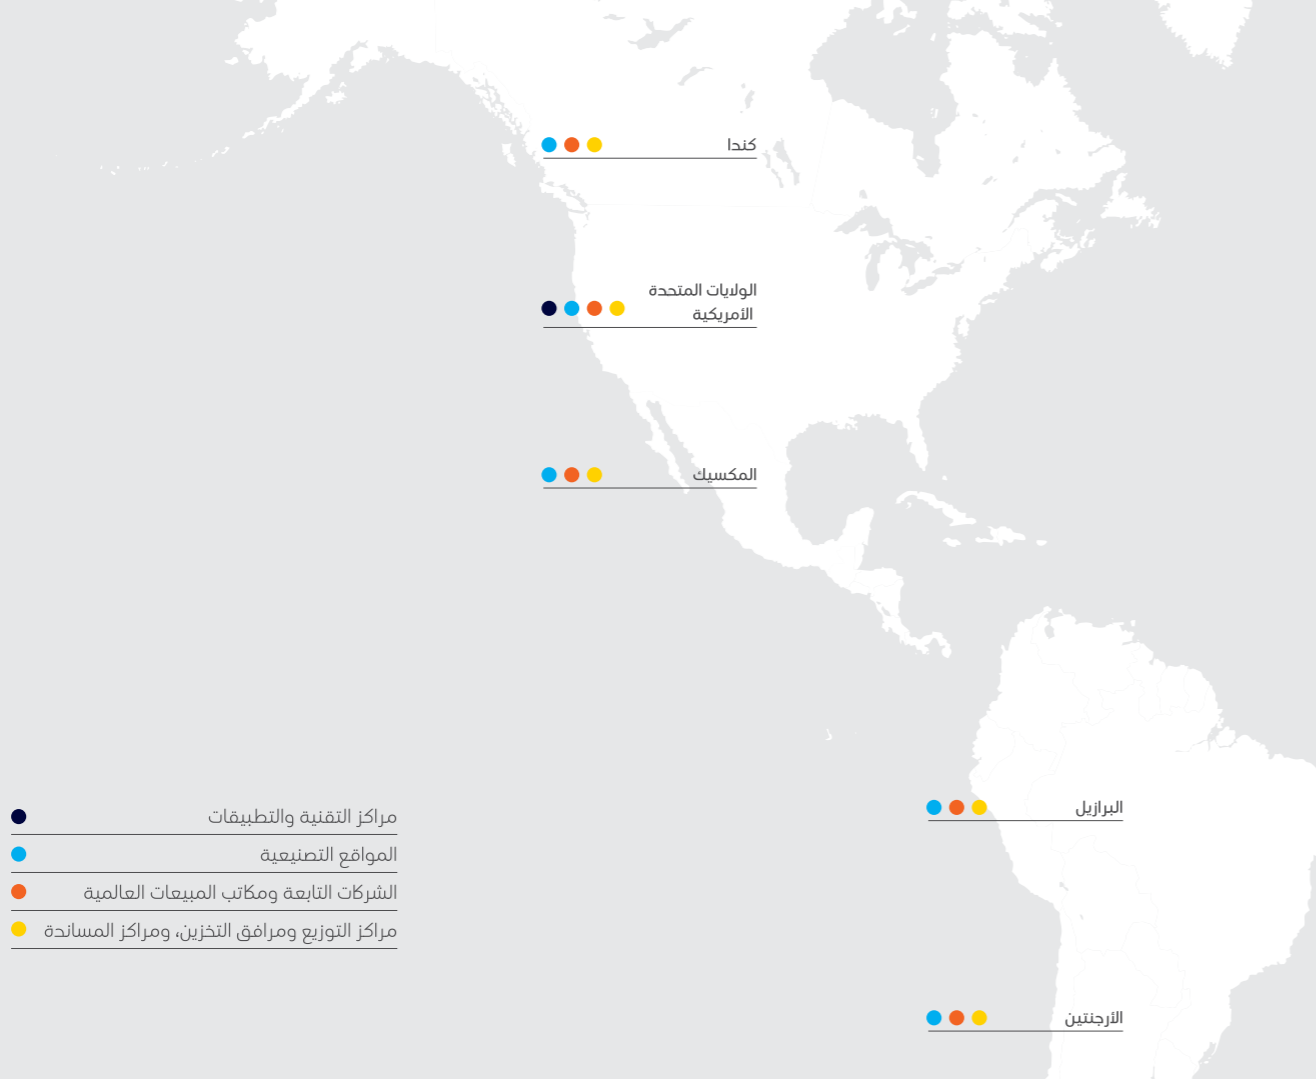 كندا
الولايات المتحدة
الأمريكية
المكسيك
البرازيل
مراكز التقنية والتطبيقات
المواقع التصنيعية
الشركات التابعة ومكاتب المبيعات العالمية
مراكز التوزيع ومرافق التخزين، ومراكز المساندة
الأرجنتين